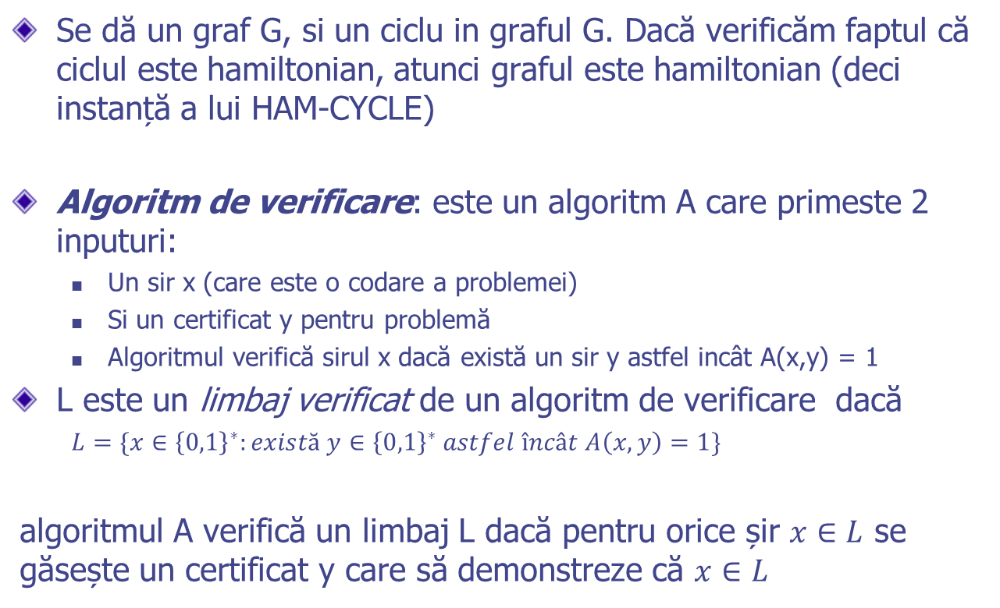 Se dă un graf G, si un ciclu in graful G. Dacă verificăm faptul că
ciclul este hamiltonian, atunci graful este hamiltonian (deci
instanță a lui HAM-CYCLE)
Algoritm de verificare: este un algoritm A care primeste 2
inputuri:
Un sir x (care este o codare a problemei)
Si un certificat y pentru problemă
Algoritmul verifică sirul x dacă există un sir y astfel incât A(x,y) = 1
L este un limbaj verificat de un algoritm de verificare dacă
L = {x ∈ {0,1}*: există y ∈ {0,1}* astfel încât A(x, y) = 1}
algoritmul A verifică un limbaj L dacă pentru orice șir x ∈ L se
găsește un certificat y care să demonstreze că x ∈ L